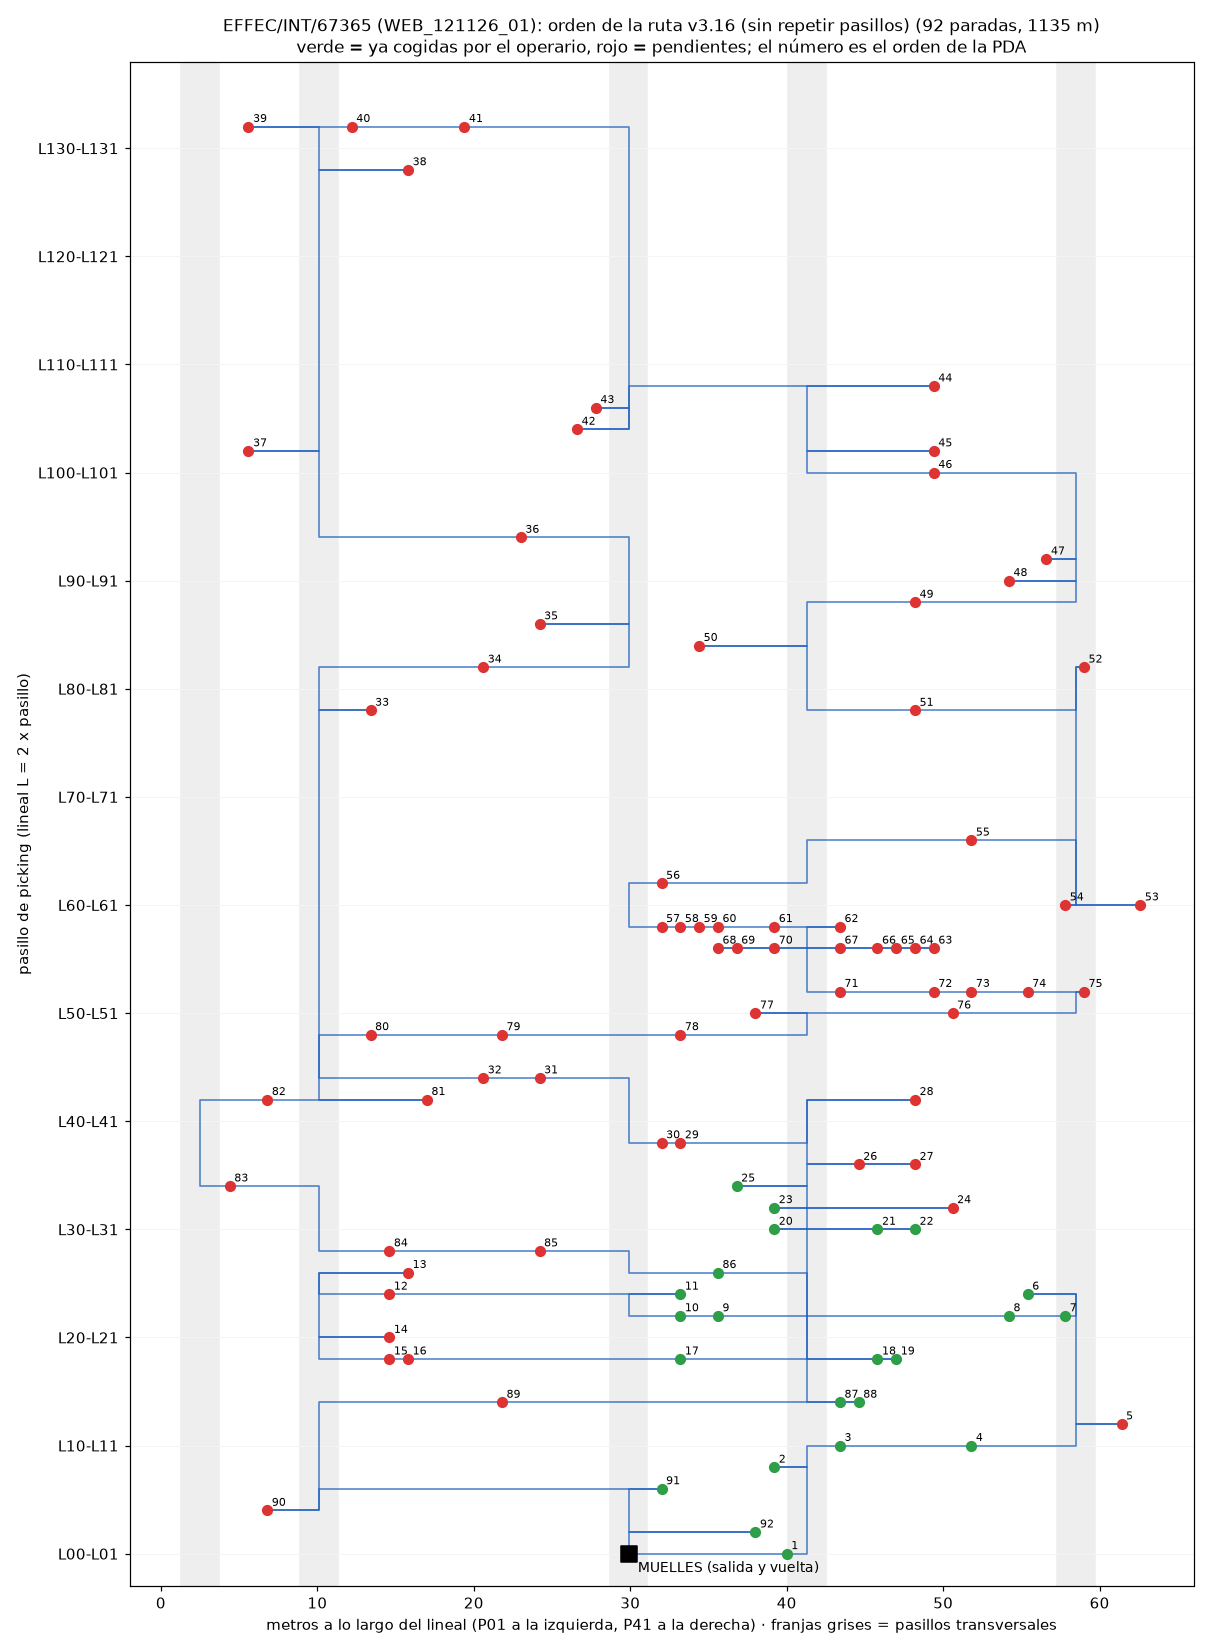 EFFEC/INT/67365 (WEB_121126_01): orden de la ruta v3.16 (sin repetir pasillos) (92 paradas, 1135 m)
verde = ya cogidas por el operario, rojo = pendientes; el número es el orden de la PDA
39 40 41
L130-L131
38
L120-L121
L110-L111
44
43
42
37 45
L100-L101 46
36
47
L90-L91 48
49
35
50
34 52
L80-L81
33 51
pasillo de picking (lineal L = 2 x pasillo)
L70-L71
55
56
L60-L61 54 53
57 58 59 60 61 62
68 69 70 67 66 65 64 63
71 72 73 74 75
L50-L51 77 76
80 79 78
32 31
82 81 28
L40-L41
30 29
26 27
83 25
23 24
L30-L31 20 21 22
84 85
13 86
12 11 6
10 9 8 7
L20-L21 14
15 16 17 18 19
89 87 88
5
L10-L11 3 4
2
91
90
92
L00-L01 1
MUELLES (salida y vuelta)
0 10 20 30 40 50 60
metros a lo largo del lineal (P01 a la izquierda, P41 a la derecha) · franjas grises = pasillos transversales